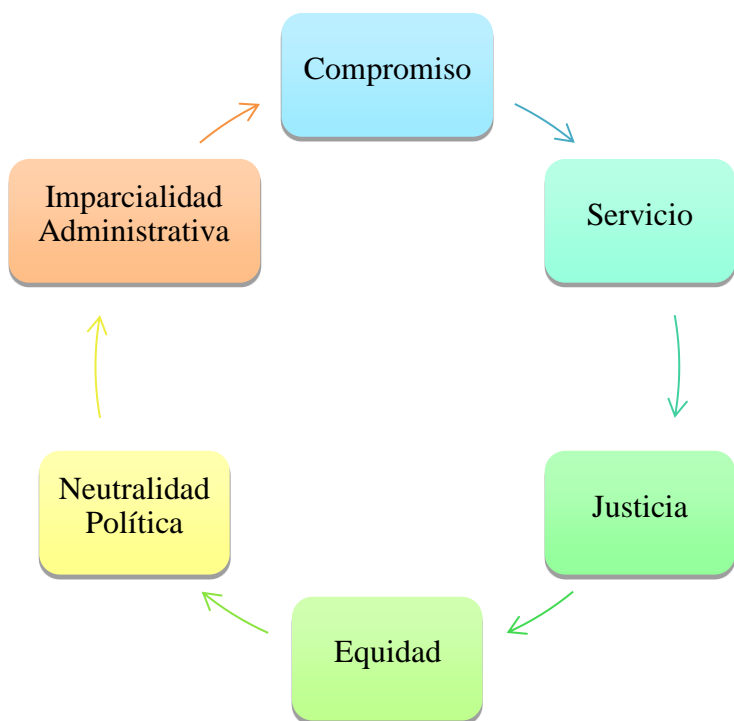 Compromiso
Servicio
Justicia
Equidad
Neutralidad
Política
Imparcialidad
Administrativa